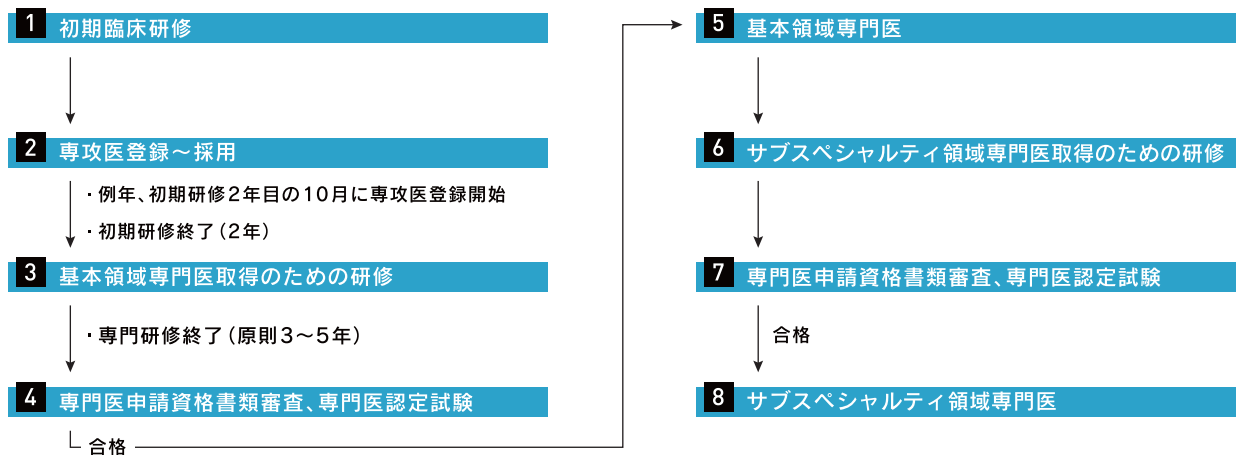 1 初期臨床研修
2 専攻医登録～採用
・例年、初期研修2年目の10月に専攻医登録開始
・初期研修終了（2年）
3 基本領域専門医取得のための研修
・専門研修終了（原則3～5年）
4 専門医申請資格書類審査、専門医認定試験
合格
5 基本領域専門医
6 サブスペシャルティ領域専門医取得のための研修
7 専門医申請資格書類審査、専門医認定試験
合格
8 サブスペシャルティ領域専門医